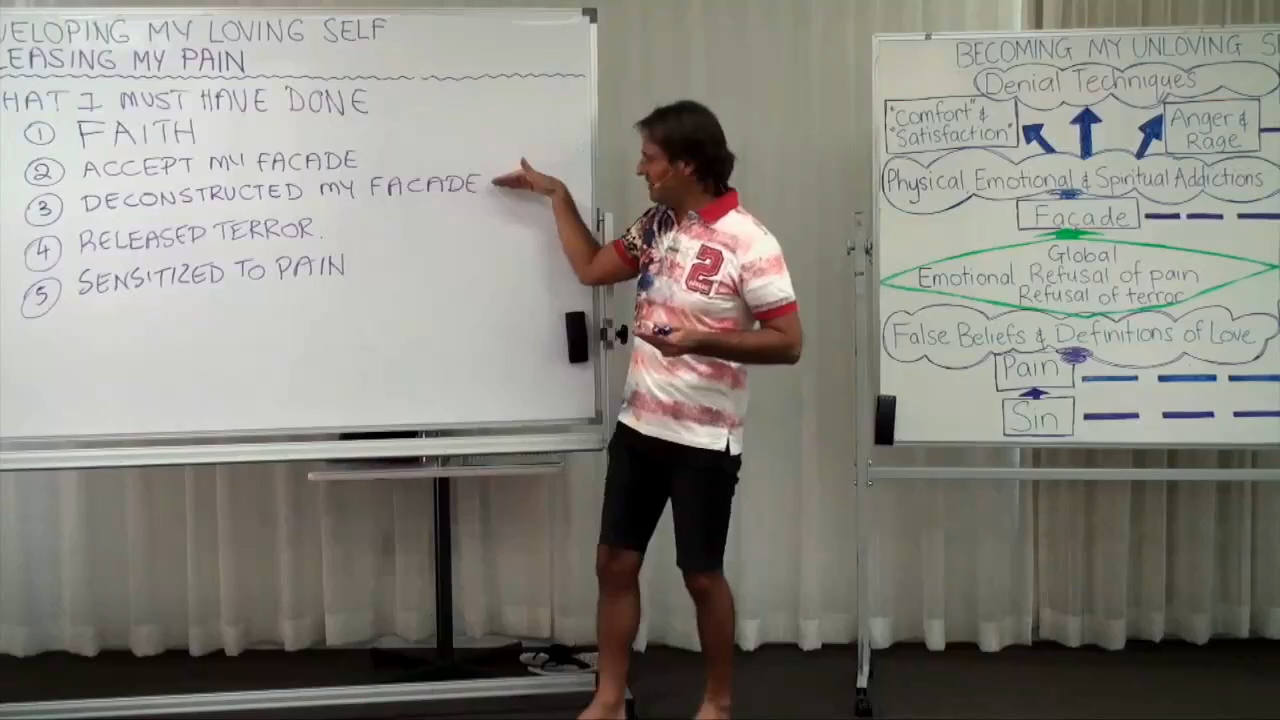 VELOPING MY LOVING SELF
LEASING MY PAIN
HAT I MUST HAVE DONE
1 FAITH
2 ACCEPT MY FACADE
3 DECONSTRUCTED MY FACADE
4 RELEASED TERROR.
5 SENSITIZED TO PAIN
2
BECOMING MY UNLOVING S
Denial Techniques
"Comfort" &
"Satisfaction"
Anger &
Rage
Physical Emotional & Spiritual Addictions
Façade
Global
Emotional Refusal of pain
Refusal of terror
False Beliefs & Definitions of Love
Pain
Sin